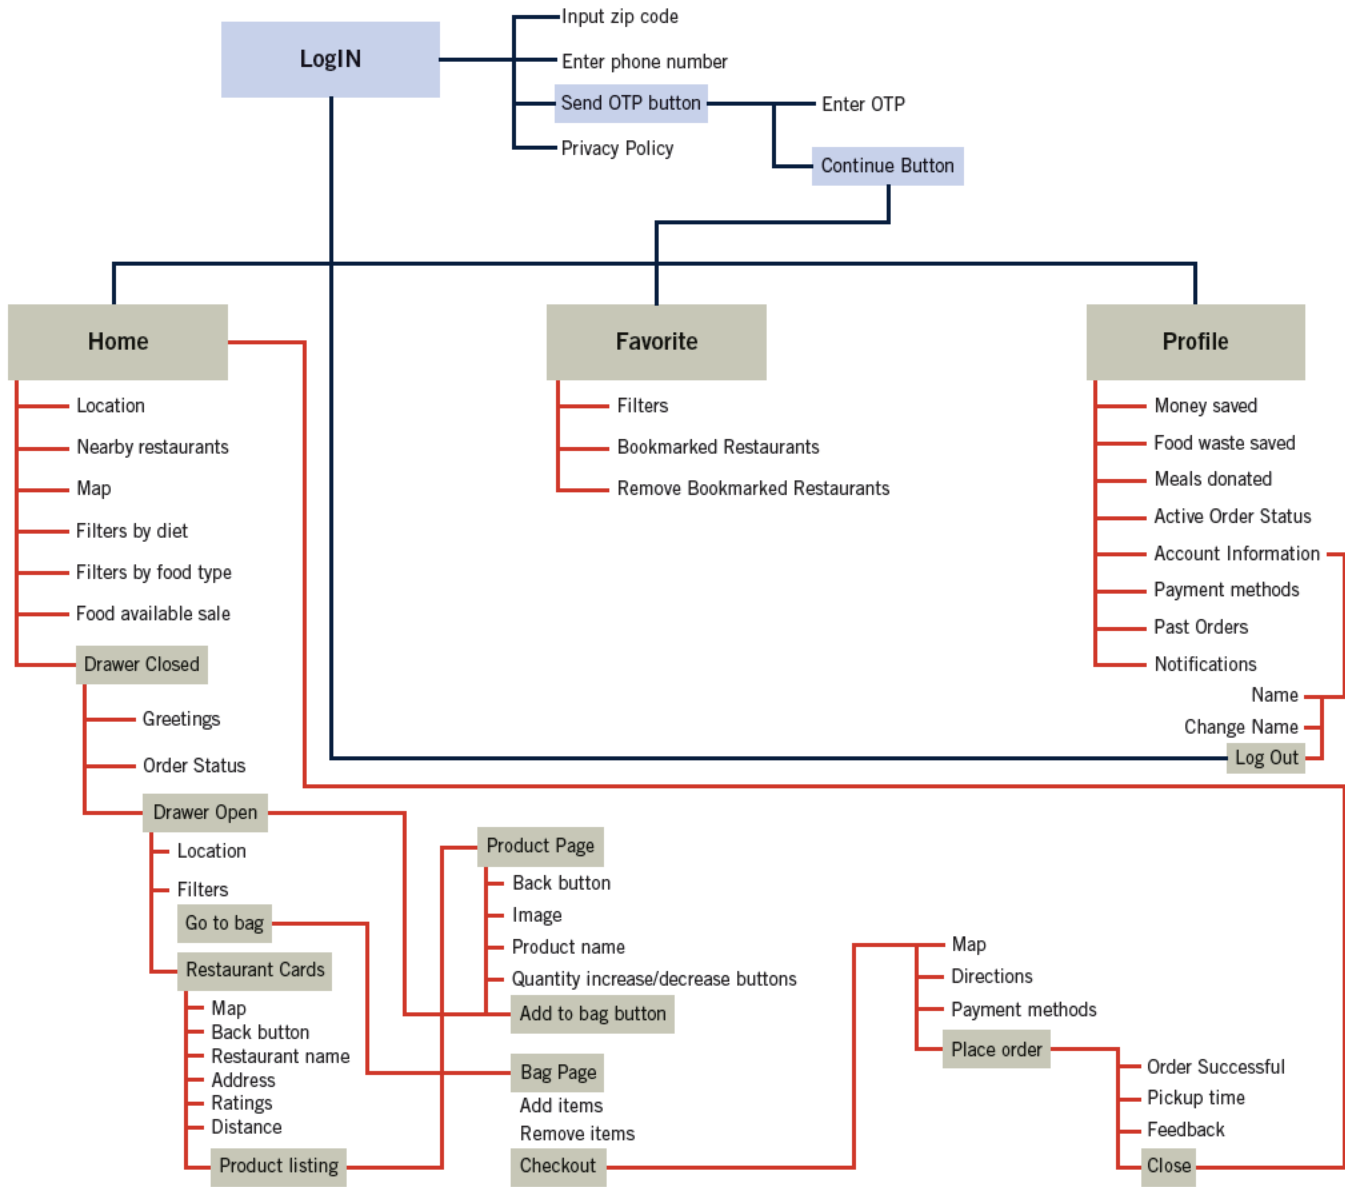 LogIN
Input zip code
Enter phone number
Send OTP button
Privacy Policy
Enter OTP
Continue Button
Home
Location
Nearby restaurants
Map
Filters by diet
Filters by food type
Food available sale
Drawer Closed
Greetings
Order Status
Drawer Open
Location
Filters
Go to bag
Restaurant Cards
Map
Back button
Restaurant name
Address
Ratings
Distance
Product listing
Favorite
Filters
Bookmarked Restaurants
Remove Bookmarked Restaurants
Profile
Money saved
Food waste saved
Meals donated
Active Order Status
Account Information
Payment methods
Past Orders
Notifications
Name
Change Name
Log Out
Product Page
Back button
Image
Product name
Quantity increase/decrease buttons
Add to bag button
Bag Page
Add items
Remove items
Checkout
Map
Directions
Payment methods
Place order
Order Successful
Pickup time
Feedback
Close